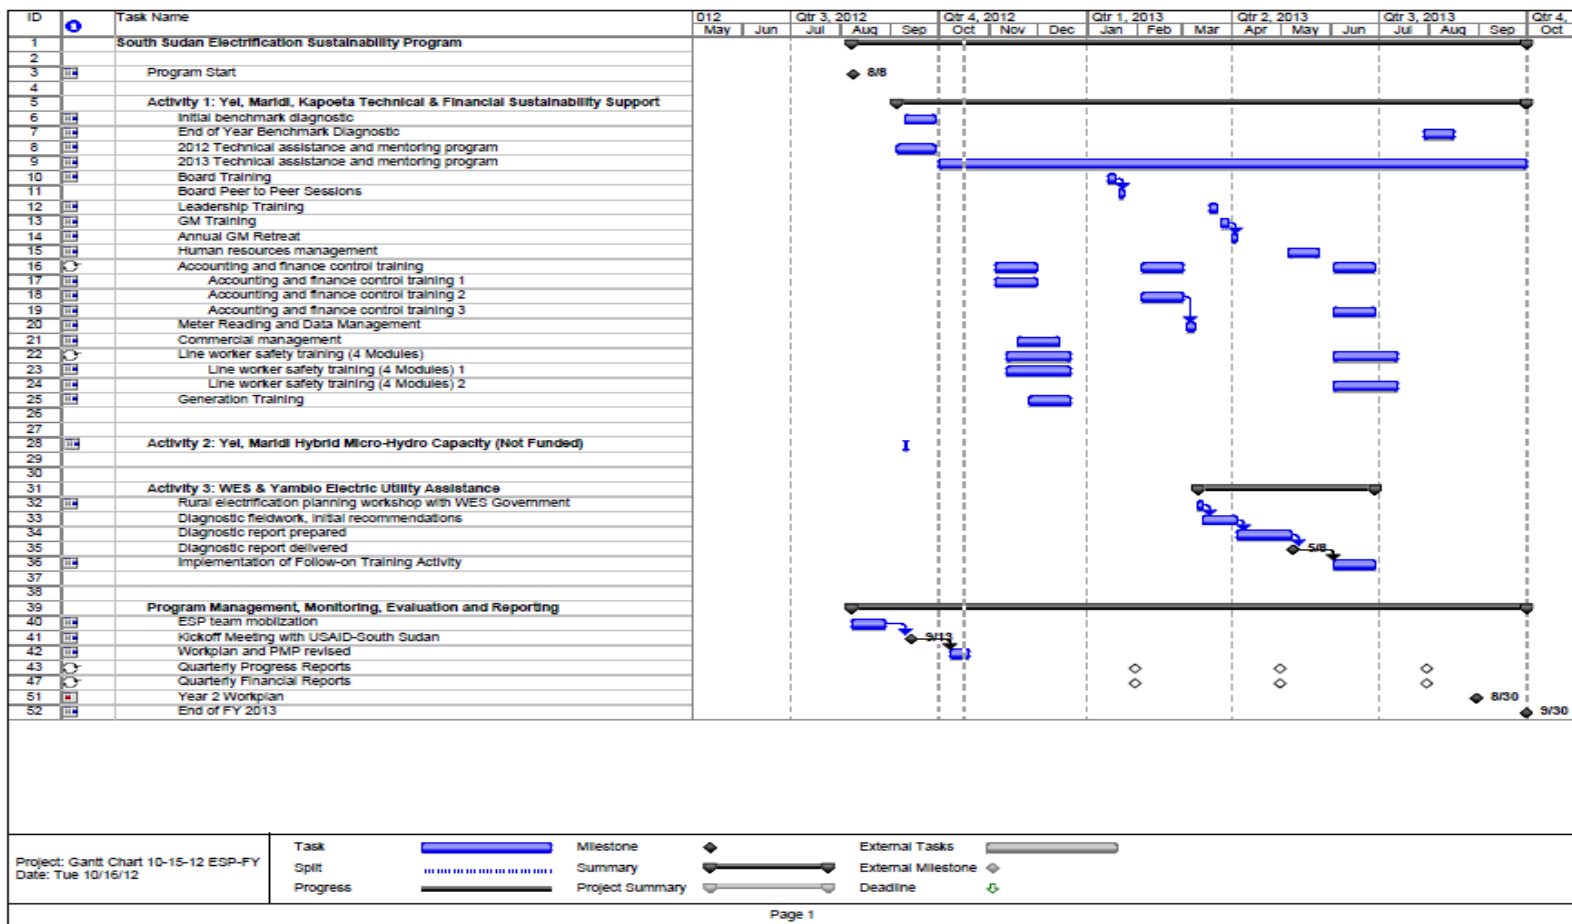 ID Task Name 012 Qtr 3, 2012 Qtr 4, 2012 Qtr 1, 2013 Qtr 2, 2013 Qtr 3, 2013 Qtr 4,
May Jun Jul Aug Sep Oct Nov Dec Jan Feb Mar Apr May Jun Jul Aug Sep Oct
1 South Sudan Electrification Sustainability Program
2
3 Program Start 8/8
4
5 Activity 1: Yei, Maridi, Kapoeta Technical & Financial Sustainability Support
6 Initial benchmark diagnostic
7 End of Year Benchmark Diagnostic
8 2012 Technical assistance and mentoring program
9 2013 Technical assistance and mentoring program
10 Board Training
11 Board Peer to Peer Sessions
12 Leadership Training
13 GM Training
14 Annual GM Retreat
15 Human resources management
16 Accounting and finance control training
17 Accounting and finance control training 1
18 Accounting and finance control training 2
19 Accounting and finance control training 3
20 Meter Reading and Data Management
21 Commercial management
22 Line worker safety training (4 Modules)
23 Line worker safety training (4 Modules) 1
24 Line worker safety training (4 Modules) 2
25 Generation Training
26
27
28 Activity 2: Yei, Maridi Hybrid Micro-Hydro Capacity (Not Funded)
29
30
31 Activity 3: WES & Yambio Electric Utility Assistance
32 Rural electrification planning workshop with WES Government
33 Diagnostic fieldwork, initial recommendations
34 Diagnostic report prepared
35 Diagnostic report delivered 5/8
36 Implementation of Follow-on Training Activity
37
38
39 Program Management, Monitoring, Evaluation and Reporting
40 ESP team moblization
41 Kickoff Meeting with USAID-South Sudan 9/13
42 Workplan and PMP revised
43 Quarterly Progress Reports
47 Quarterly Financial Reports
51 Year 2 Workplan 8/30
52 End of FY 2013 9/30
Project: Gantt Chart 10-15-12 ESP-FY
Date: Tue 10/16/12
Task Milestone External Tasks
Split Summary External Milestone
Progress Project Summary Deadline
Page 1